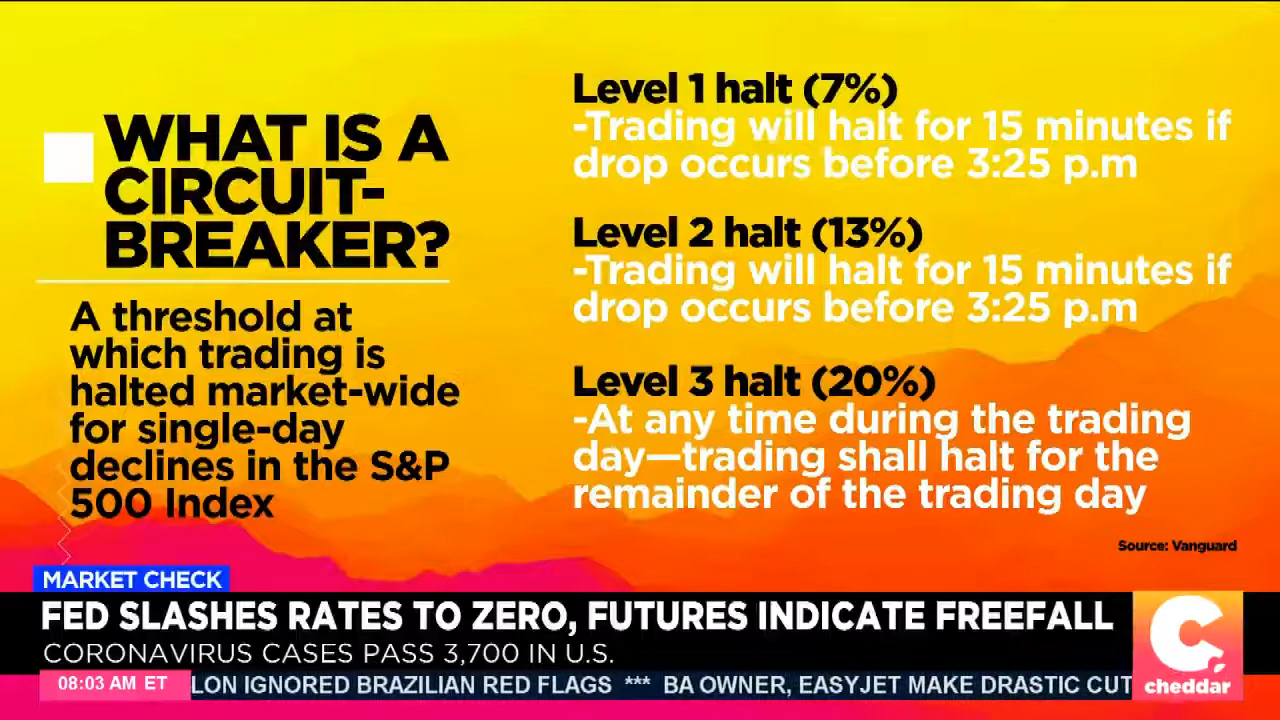 WHAT IS A
CIRCUIT-
BREAKER?
A threshold at
which trading is
halted market-wide
for single-day
declines in the S&P
500 Index
Level 1 halt (7%)
-Trading will halt for 15 minutes if
drop occurs before 3:25 p.m
Level 2 halt (13%)
-Trading will halt for 15 minutes if
drop occurs before 3:25 p.m
Level 3 halt (20%)
-At any time during the trading
day—trading shall halt for the
remainder of the trading day
Source: Vanguard
MARKET CHECK
FED SLASHES RATES TO ZERO, FUTURES INDICATE FREEFALL
CORONAVIRUS CASES PASS 3,700 IN U.S.
08:03 AM ET
LON IGNORED BRAZILIAN RED FLAGS *** BA OWNER, EASYJET MAKE DRASTIC CUT
cheddar